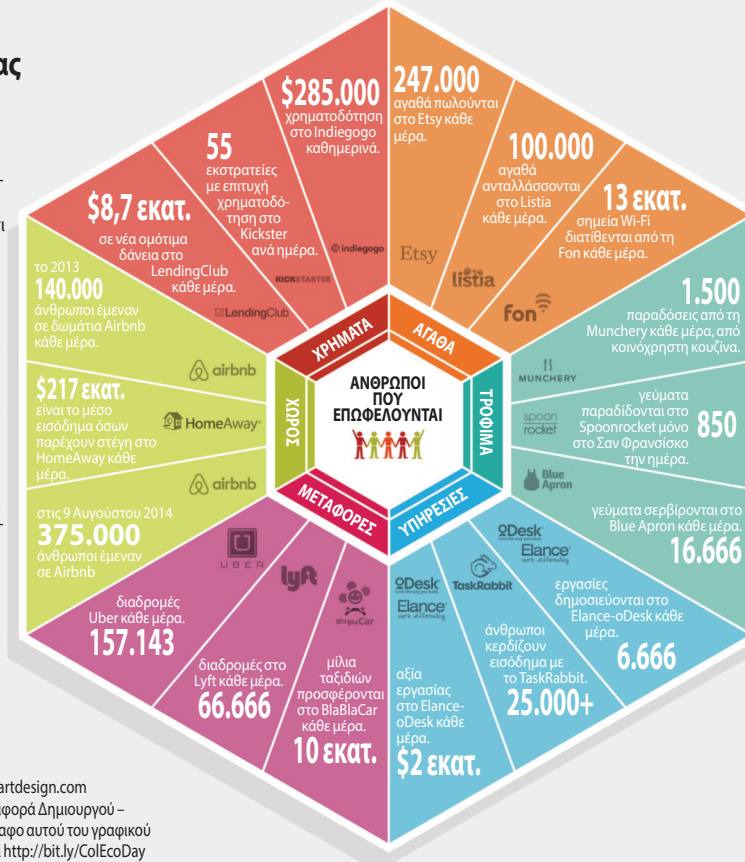 ας
$285.000
χρηματοδότηση
στο Indiegogo
καθημερινά.
indiegogo
55
εκστρατείες
με επιτυχή
χρηματοδό-
τηση στο
Kickster
ανά ημέρα.
KICKSTARTER
$8,7 εκατ.
σε νέα ομότιμα
δάνεια στο
LendingClub
κάθε μέρα.
LendingClub
247.000
αγαθά πωλούνται
στο Etsy κάθε
μέρα.
Etsy
100.000
αγαθά
ανταλλάσσονται
στο Listia
κάθε μέρα.
listia
13 εκατ.
σημεία Wi-Fi
διατίθενται από τη
Fon κάθε μέρα.
fon
1.500
παραδόσεις από τη
Munchery κάθε μέρα, από
κοινόχρηστη κουζίνα.
MUNCHERY
γεύματα
παραδίδονται στο
Spoonrocket μόνο
στο Σαν Φρανσίσκο
την ημέρα.
850
spoon
rocket
Blue
Apron
γεύματα σερβίρονται στο
Blue Apron κάθε μέρα.
16.666
το 2013
140.000
άνθρωποι έμεναν
σε δωμάτια Airbnb
κάθε μέρα.
airbnb
$217 εκατ.
είναι το μέσο
εισόδημα όσων
παρέχουν στέγη στο
HomeAway κάθε
μέρα.
HomeAway
airbnb
στις 9 Αυγούστου 2014
375.000
άνθρωποι έμεναν
σε Airbnb
ΧΡΗΜΑΤΑ
ΑΓΑΘΑ
ΤΡΟΦΙΜΑ
ΥΠΗΡΕΣΙΕΣ
ΜΕΤΑΦΟΡΕΣ
ΧΩΡΟΣ
ΑΝΘΡΩΠΟΙ
ΠΟΥ
ΕΠΩΦΕΛΟΥΝΤΑΙ
UBER
διαδρομές
Uber κάθε μέρα.
157.143
lyft
διαδρομές στο
Lyft κάθε μέρα.
66.666
BlaBlaCar
μίλια
ταξιδιών
προσφέρονται
στο BlaBlaCar
κάθε μέρα.
10 εκατ.
oDesk
Elance
αξία
εργασίας
στο Elance-
oDesk κάθε
μέρα.
$2 εκατ.
TaskRabbit
άνθρωποι
κερδίζουν
εισόδημα με
το TaskRabbit.
25.000+
oDesk
Elance
εργασίες
δημοσιεύονται στο
Elance-oDesk κάθε
μέρα.
6.666
artdesign.com
φορά Δημιουργού –
αφο αυτού του γραφικού
http://bit.ly/ColEcoDay